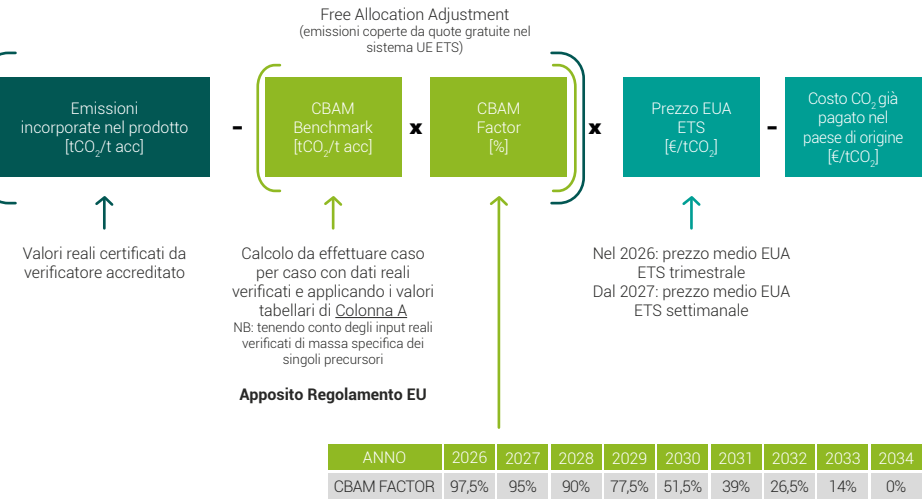 Free Allocation Adjustment
(emissioni coperte da quote gratuite nel
sistema UE ETS)
Emissioni
incorporate nel prodotto
[tCO₂/t acc]
-
CBAM
Benchmark
[tCO₂/t acc]
x
CBAM
Factor
[%]
x
Prezzo EUA
ETS
[€/tCO₂]
-
Costo CO₂ già
pagato nel
paese di origine
[€/tCO₂]
Valori reali certificati da
verificatore accreditato
Calcolo da effettuare caso
per caso con dati reali
verificati e applicando i valori
tabellari di Colonna A
NB: tenendo conto degli input reali
verificati di massa specifica dei
singoli precursori
Apposito Regolamento EU
Nel 2026: prezzo medio EUA
ETS trimestrale
Dal 2027: prezzo medio EUA
ETS settimanale
ANNO 2026 2027 2028 2029 2030 2031 2032 2033 2034
CBAM FACTOR 97,5% 95% 90% 77,5% 51,5% 39% 26,5% 14% 0%